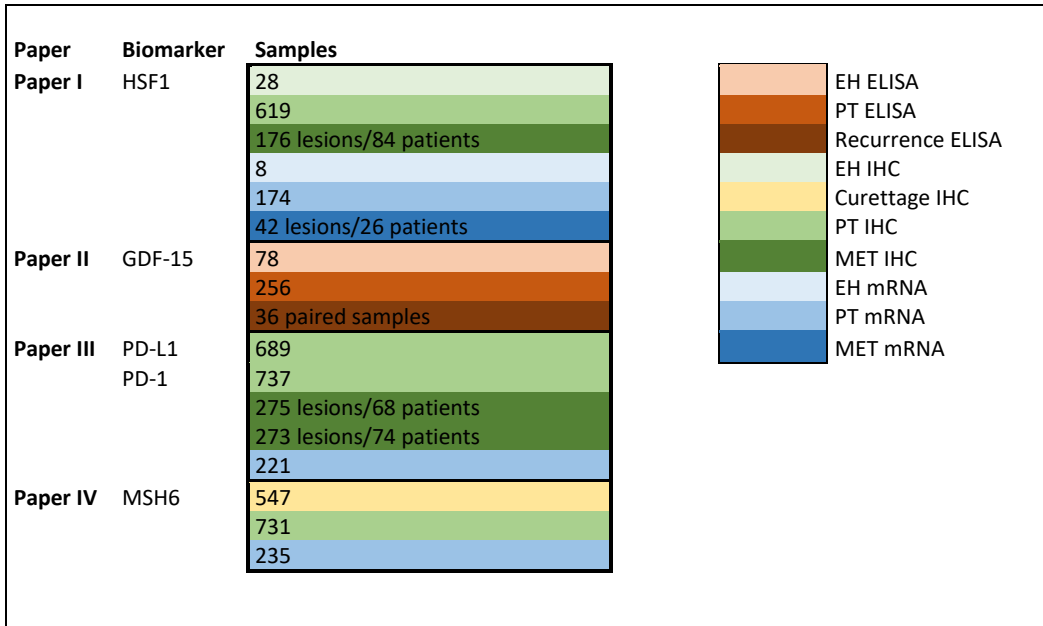 Paper Biomarker Samples
Paper I HSF1 28 EH ELISA
619 PT ELISA
176 lesions/84 patients Recurrence ELISA
8 EH IHC
174 Curettage IHC
42 lesions/26 patients PT IHC
Paper II GDF-15 78 MET IHC
256 EH mRNA
36 paired samples PT mRNA
Paper III PD-L1 689 MET mRNA
PD-1 737
275 lesions/68 patients
273 lesions/74 patients
221
Paper IV MSH6 547
731
235